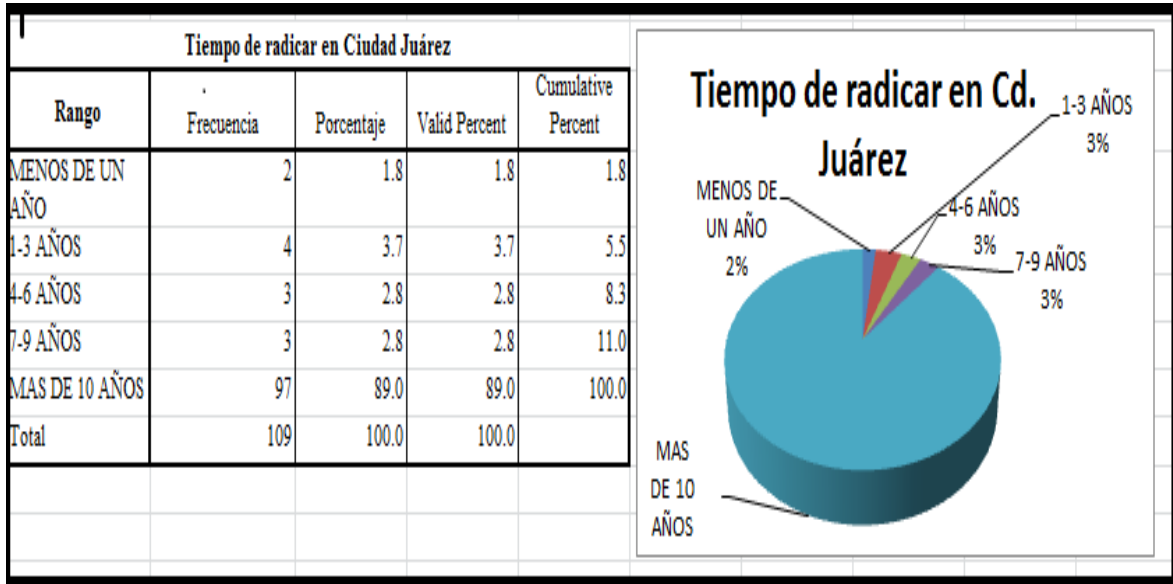 Tiempo de radicar en Ciudad Juárez
Rango Frecuencia Porcentaje Valid Percent Cumulative Percent
MENOS DE UN AÑO 2 1.8 1.8 1.8
1-3 AÑOS 4 3.7 3.7 5.5
4-6 AÑOS 3 2.8 2.8 8.3
7-9 AÑOS 3 2.8 2.8 11.0
MAS DE 10 AÑOS 97 89.0 89.0 100.0
Total 109 100.0 100.0
Tiempo de radicar en Cd.
Juárez
1-3 AÑOS
3%
MENOS DE
UN AÑO
2%
4-6 AÑOS
3%
7-9 AÑOS
3%
MAS
DE 10
AÑOS